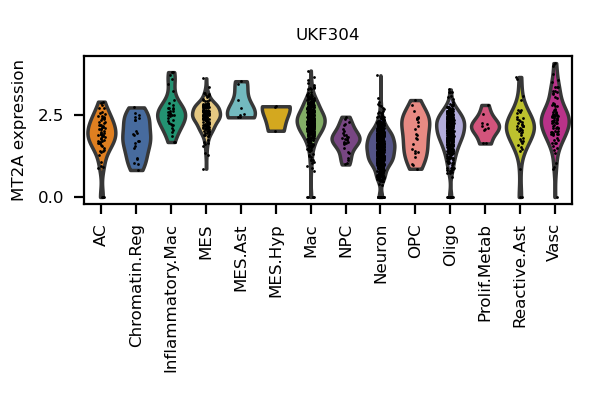 UKF304
MT2A expression
2.5
0.0
AC
Chromatin.Reg
Inflammatory.Mac
MES
MES.Ast
MES.Hyp
Mac
NPC
Neuron
OPC
Oligo
Prolif.Metab
Reactive.Ast
Vasc